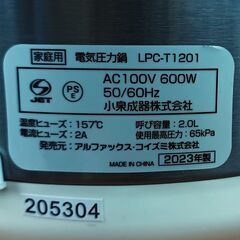 家庭用 電気圧力鍋 LPC-T1201
AC100V 600W
50/60Hz
小泉成器株式会社
JET
PS
E
温度ヒューズ：157℃ 呼び容量：2.0L
電流ヒューズ：2A 使用最高圧力：65kPa
発売元：アルファックス・コイズミ株式会社
MADE IN CHINA 2023年製
205304